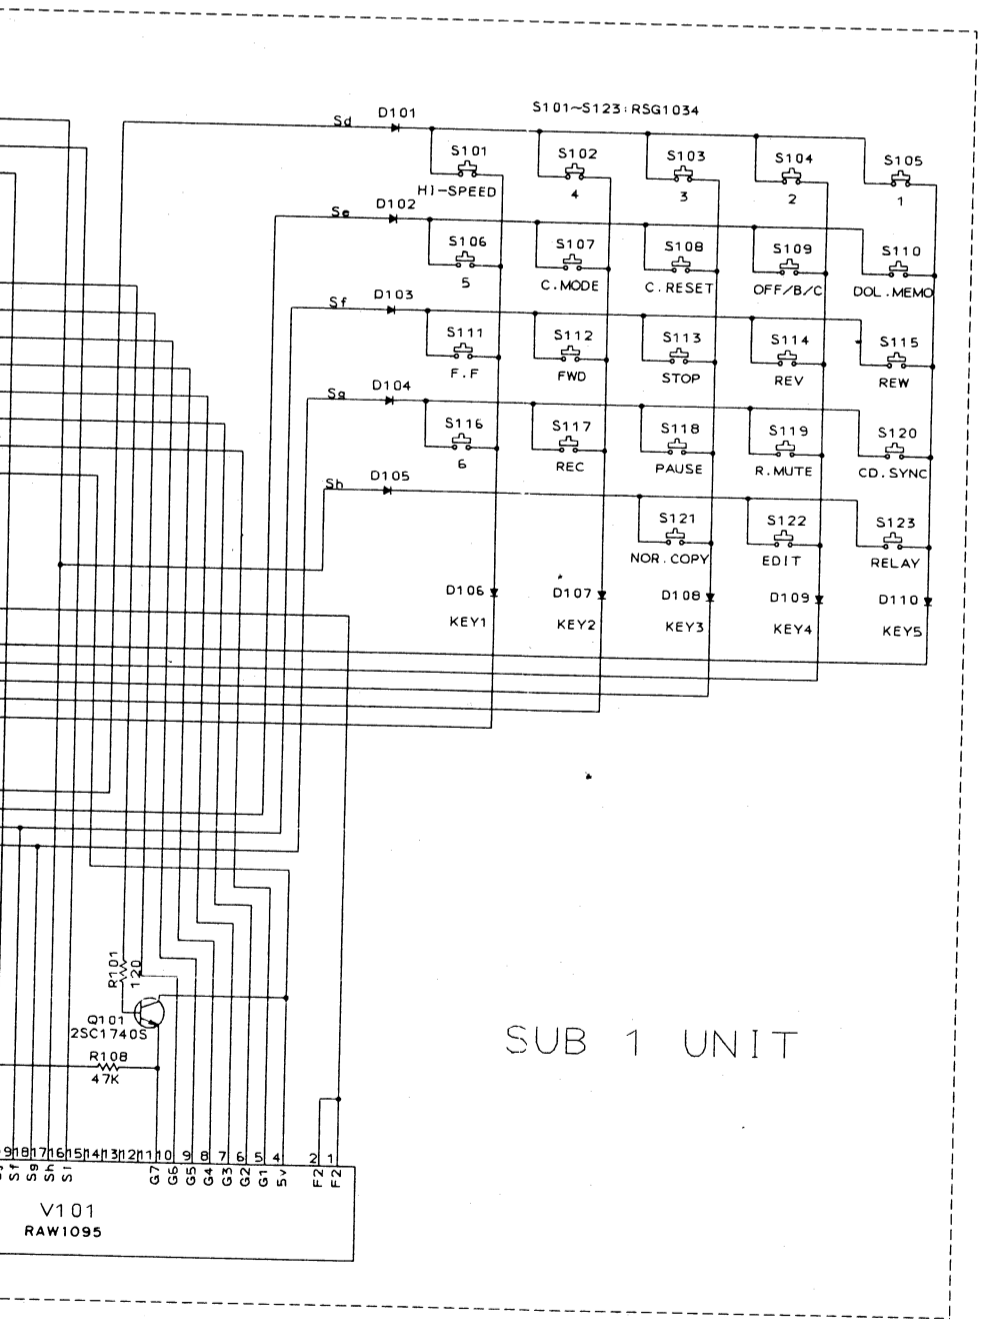 S101~S123:RSG1034
Sd D101
S101 S102 S103 S104 S105
HI-SPEED 4 3 2 1
Se D102
S106 S107 S108 S109 S110
5 C.MODE C.RESET OFF/B/C DOL.MEMO
Sf D103
S111 S112 S113 S114 S115
F.F FWD STOP REV REW
Sg D104
S116 S117 S118 S119 S120
6 REC PAUSE R.MUTE CD.SYNC
Sh D105
S121 S122 S123
NOR.COPY EDIT RELAY
D106 D107 D108 D109 D110
KEY1 KEY2 KEY3 KEY4 KEY5
R101
120
Q101
2SC1740S
R108
47K
SUB 1 UNIT
9 18 17 16 15 14 13 12 11 10 9 8 7 6 5 4 2 1
Sf Sg Sh Si G7 G6 G5 G4 G3 G2 G1 5v F2 F2
V101
RAW1095